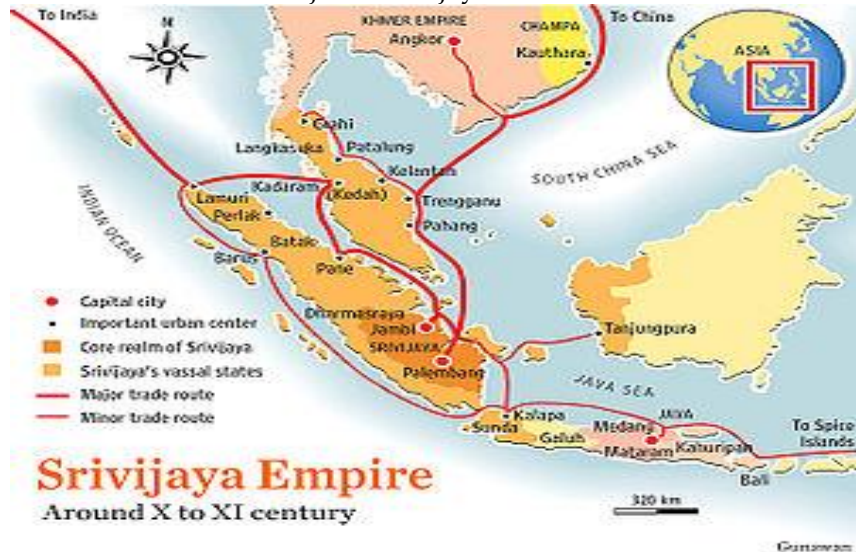 To India
N
KHMER EMPIRE
Angkor
CHAMPA
Kauthara
To China
ASIA
Grahi
Langkasuka
Patalung
Kelantan
SOUTH CHINA SEA
Kadaram
(Kedah)
Trengganu
Lamuri
Perlak
Pahang
INDIAN OCEAN
Batak
Barus
Pane
Capital city
Important urban center
Core realm of Srivijaya
Srivijaya's vassal states
Major trade route
Minor trade route
Dharmasraya
Jambi
SRIVIJAYA
Palembang
Tanjungpura
JAVA SEA
Kalapa
Sunda
Galuh
JAVA
Medang
Mataram
Kahuripan
To Spice
Islands
Bali
Srivijaya Empire
Around X to XI century
320 km
Gunawan